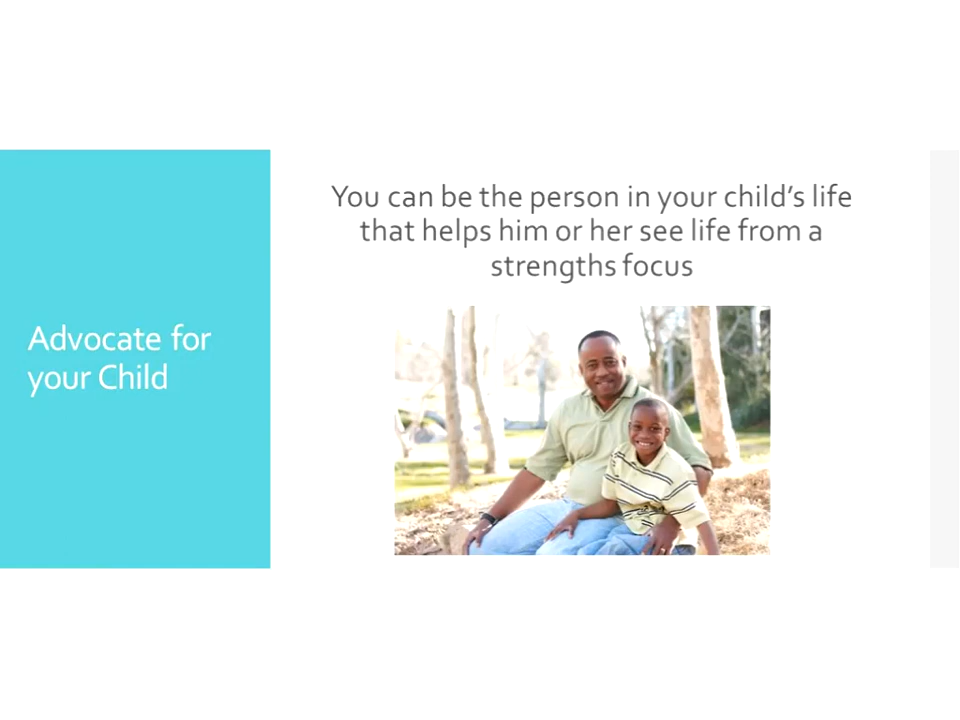 Advocate for
your Child
You can be the person in your child’s life
that helps him or her see life from a
strengths focus